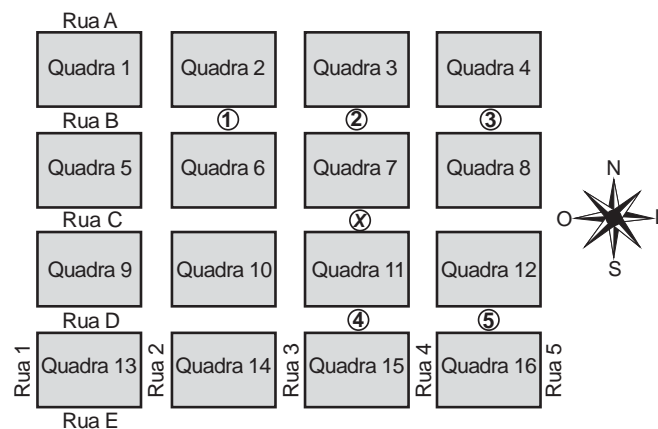 Rua A
Quadra 1 Quadra 2 Quadra 3 Quadra 4
Rua B 1 2 3
Quadra 5 Quadra 6 Quadra 7 Quadra 8
N
Rua C X O
S
Quadra 9 Quadra 10 Quadra 11 Quadra 12
Rua D 4 5
Rua 1 Quadra 13 Rua 2 Quadra 14 Rua 3 Quadra 15 Rua 4 Quadra 16 Rua 5
Rua E